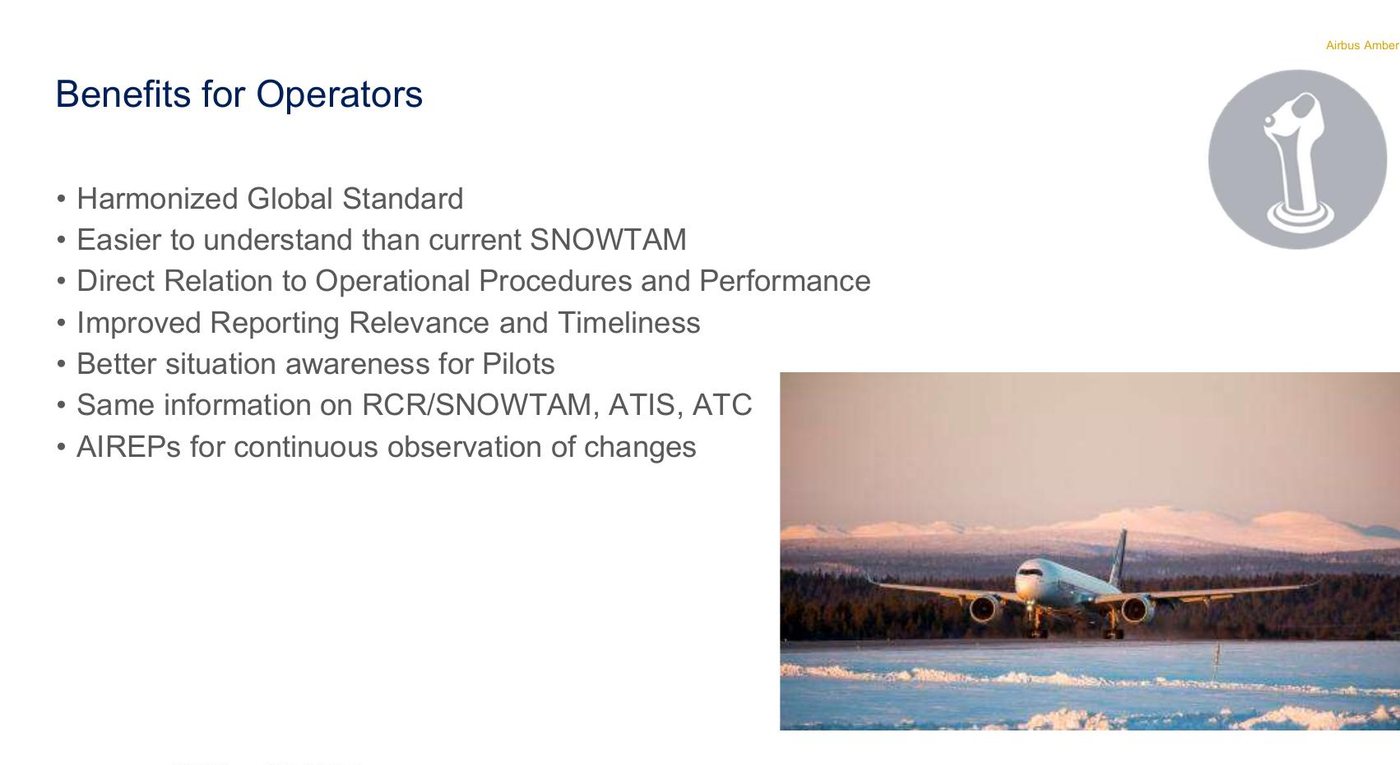 Airbus Amber
Benefits for Operators
• Harmonized Global Standard
• Easier to understand than current SNOWTAM
• Direct Relation to Operational Procedures and Performance
• Improved Reporting Relevance and Timeliness
• Better situation awareness for Pilots
• Same information on RCR/SNOWTAM, ATIS, ATC
• AIREPs for continuous observation of changes